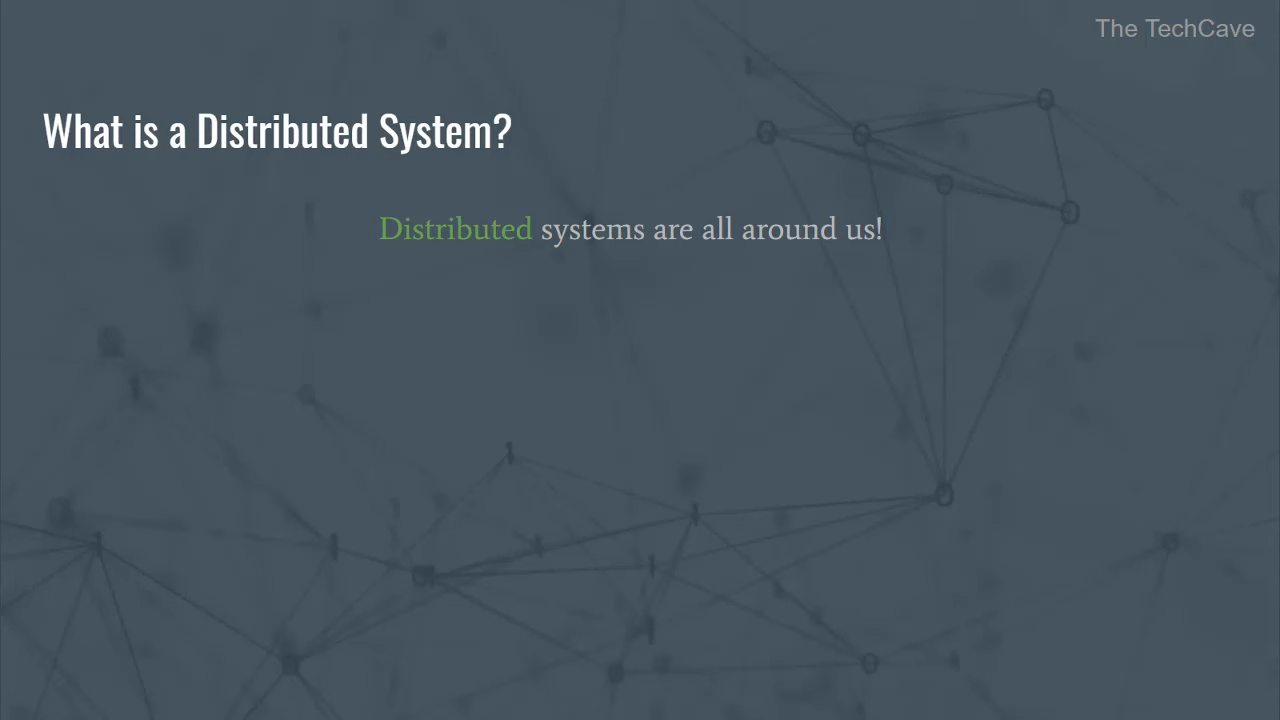 The TechCave
What is a Distributed System?
Distributed systems are all around us!